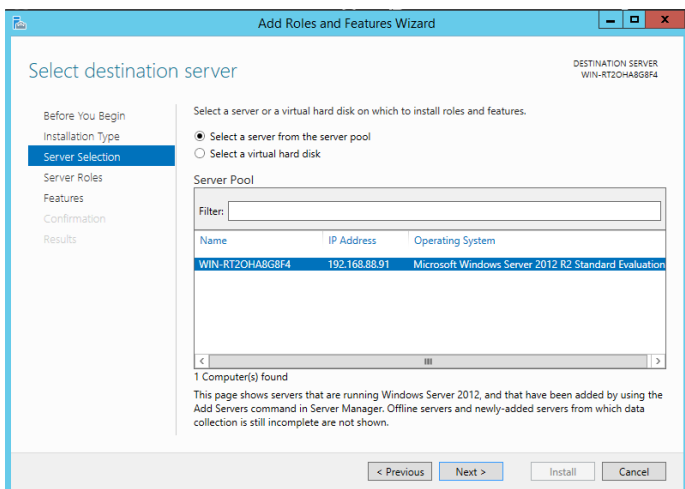 Add Roles and Features Wizard
Select destination server
DESTINATION SERVER
WIN-RT2OHA8G8F4
Before You Begin
Installation Type
Server Selection
Server Roles
Features
Confirmation
Results
Select a server or a virtual hard disk on which to install roles and features.
Select a server from the server pool
Select a virtual hard disk
Server Pool
Filter:
Name IP Address Operating System
WIN-RT2OHA8G8F4 192.168.88.91 Microsoft Windows Server 2012 R2 Standard Evaluation
1 Computer(s) found
This page shows servers that are running Windows Server 2012, and that have been added by using the
Add Servers command in Server Manager. Offline servers and newly-added servers from which data
collection is still incomplete are not shown.
< Previous Next > Install Cancel